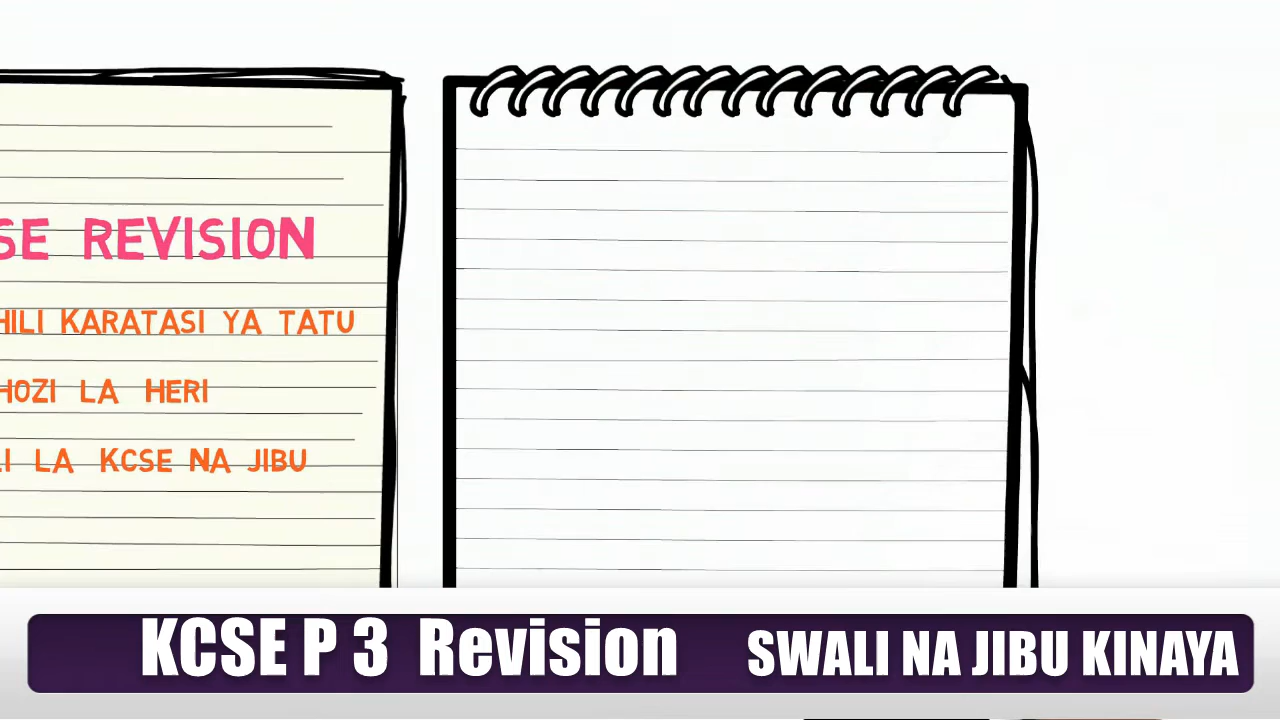 SE REVISION
HILI KARATASI YA TATU
HOZI LA HERI
LI LA KCSE NA JIBU
KCSE P 3 Revision SWALI NA JIBU KINAYA